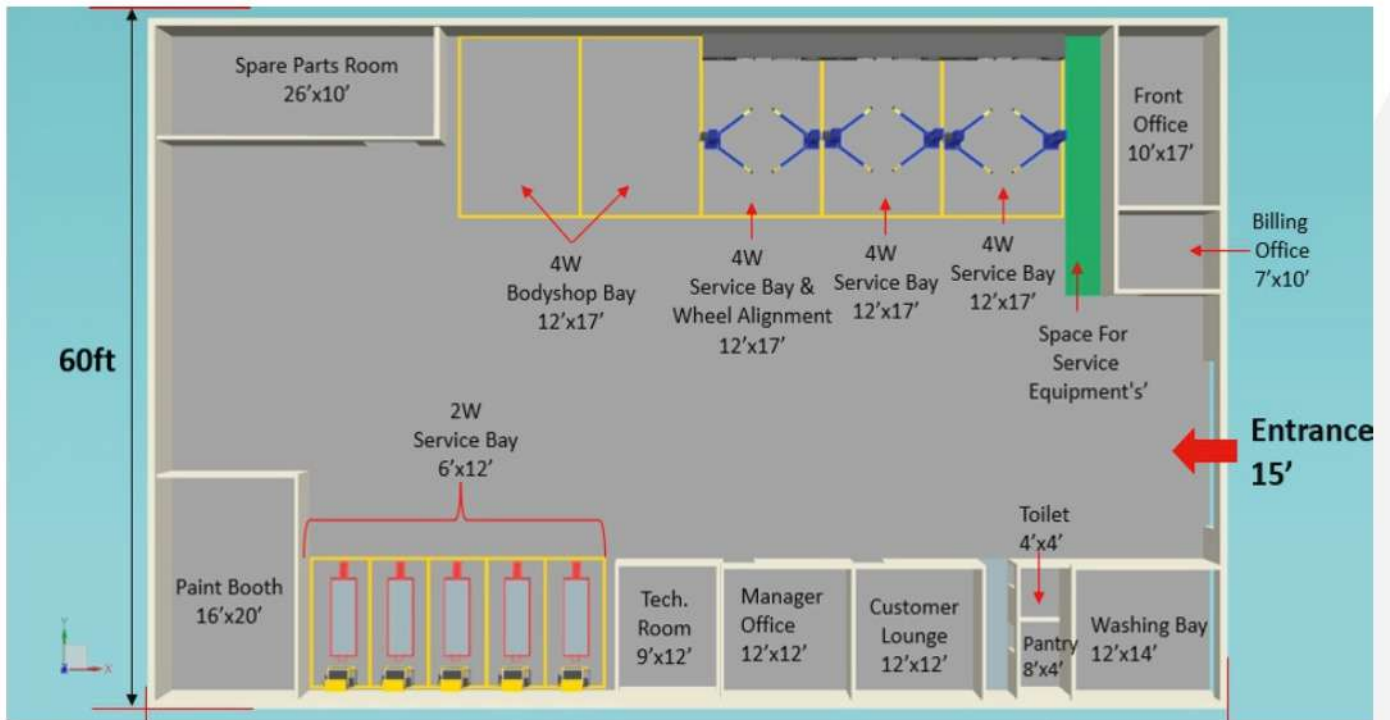 Spare Parts Room
26'x10'
Front
Office
10'x17'
Billing
Office
7'x10'
4W
Bodyshop Bay
12'x17'
4W
Service Bay &
Wheel Alignment
12'x17'
4W
Service Bay
12'x17'
4W
Service Bay
12'x17'
Space For
Service
Equipment's'
60ft
2W
Service Bay
6'x12'
Entrance
15'
Toilet
4'x4'
Paint Booth
16'x20'
Tech.
Room
9'x12'
Manager
Office
12'x12'
Customer
Lounge
12'x12'
Pantry
8'x4'
Washing Bay
12'x14'
Y
X